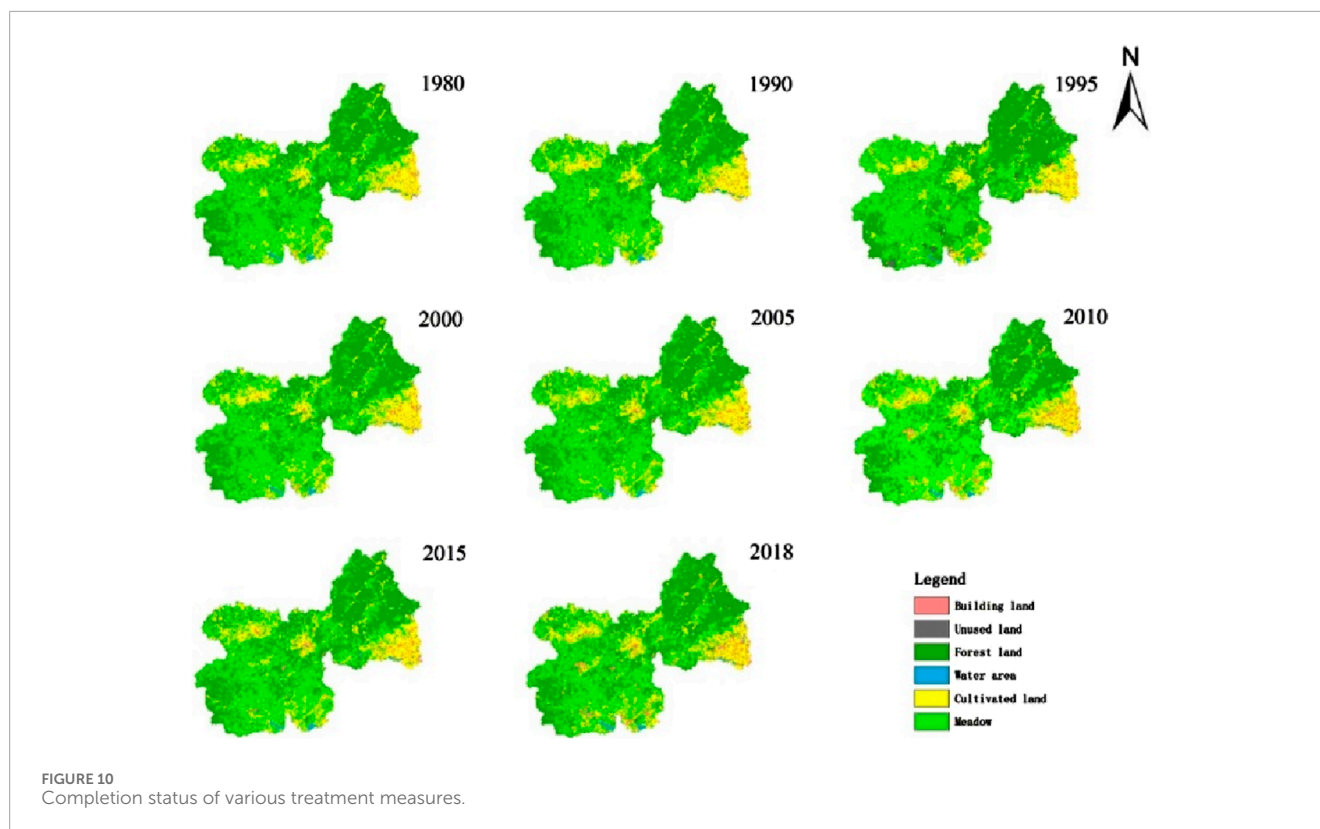 1980
1990
1995
N
2000
2005
2010
2015
2018
Legend
Building land
Unused land
Forest land
Water area
Cultivated land
Meadow
FIGURE 10
Completion status of various treatment measures.